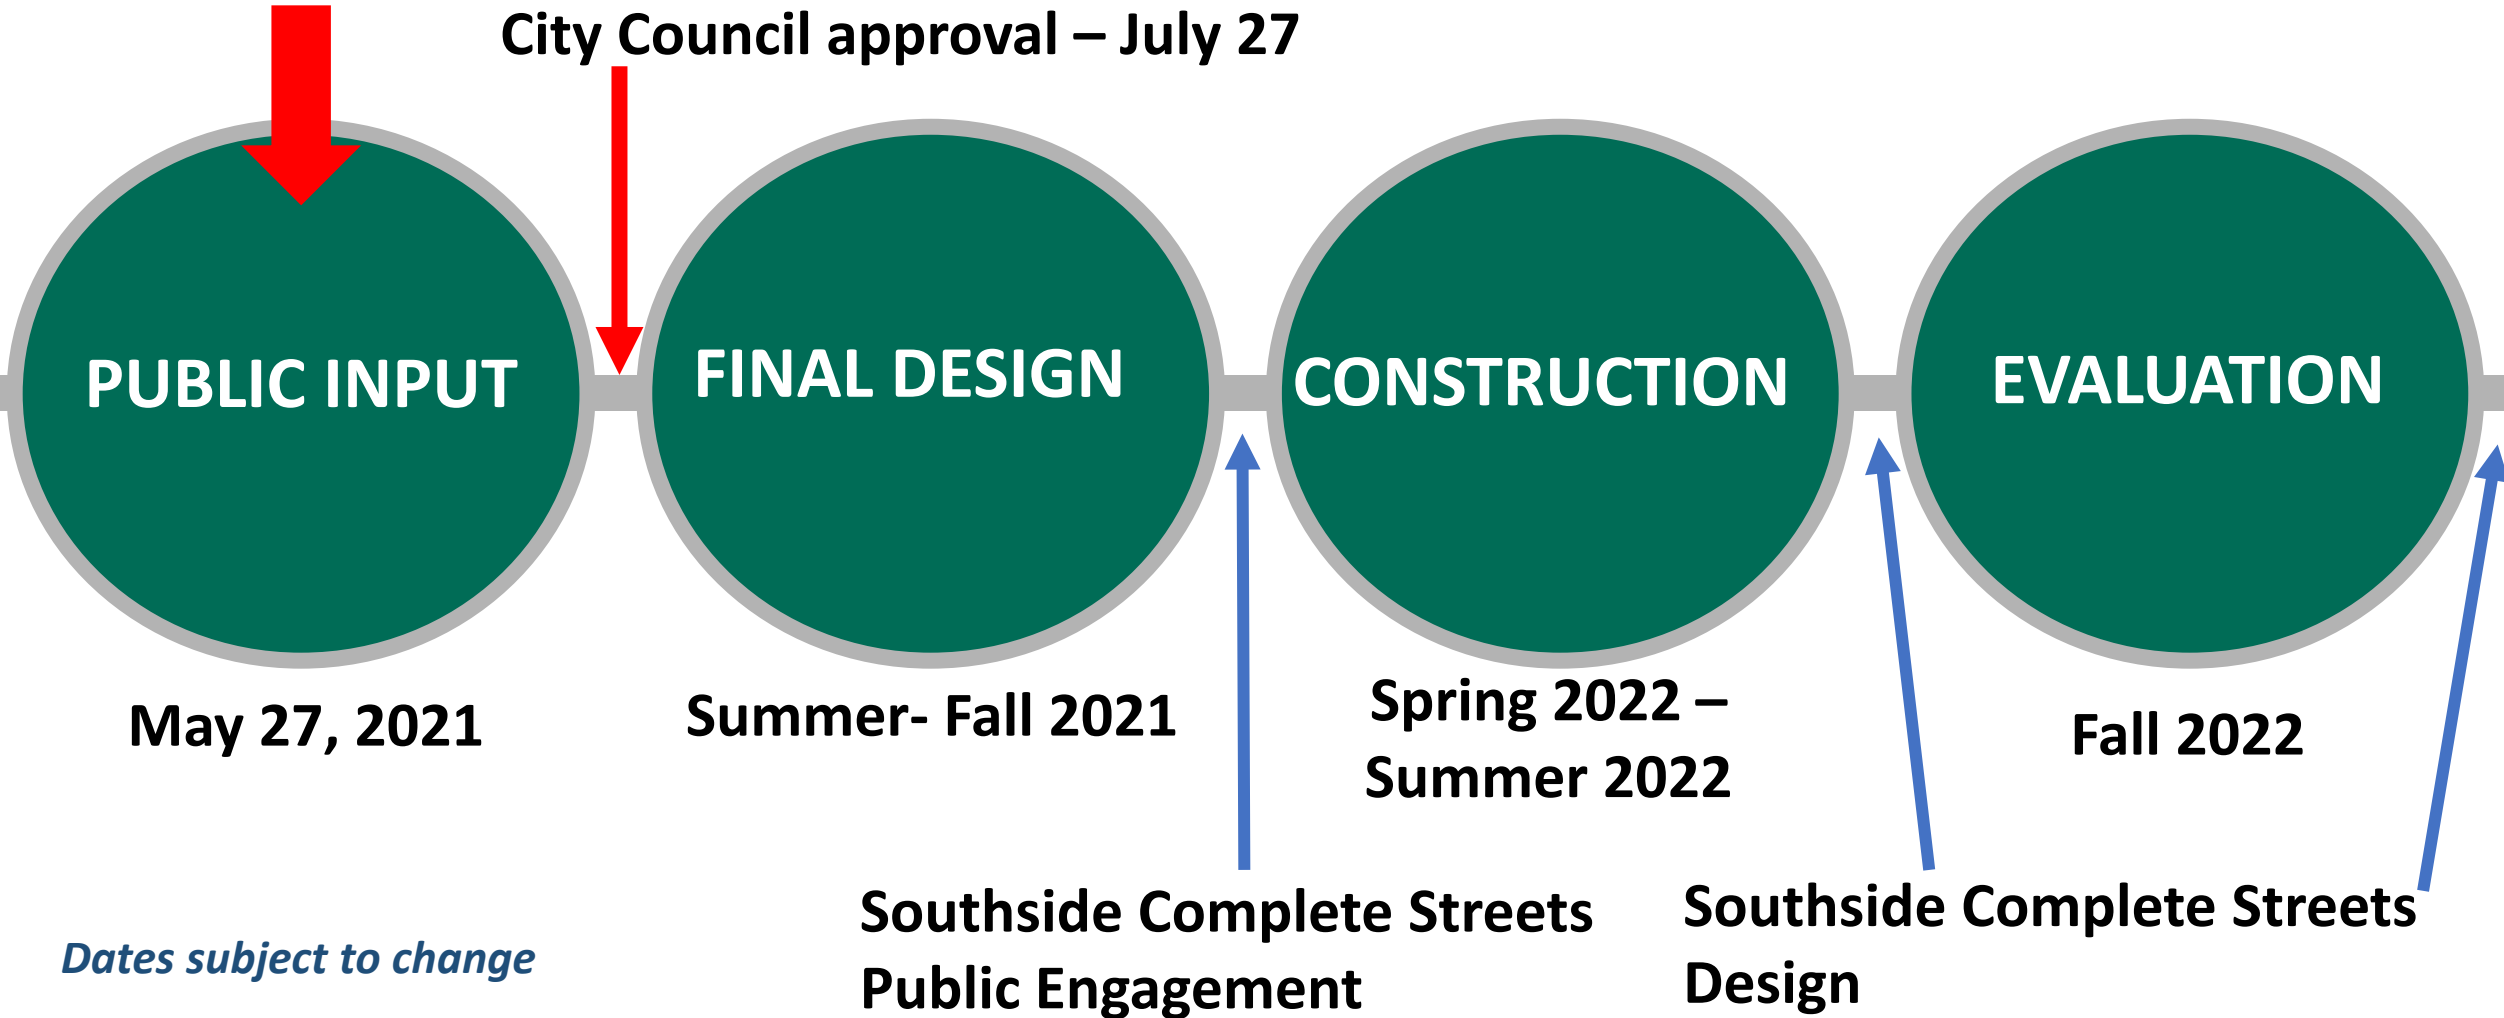 City Council approval – July 27
PUBLIC INPUT
FINAL DESIGN
CONSTRUCTION
EVALUATION
May 27, 2021
Summer- Fall 2021
Spring 2022 –
Summer 2022
Fall 2022
Southside Complete Streets
Public Engagement
Southside Complete Streets
Design
Dates subject to change